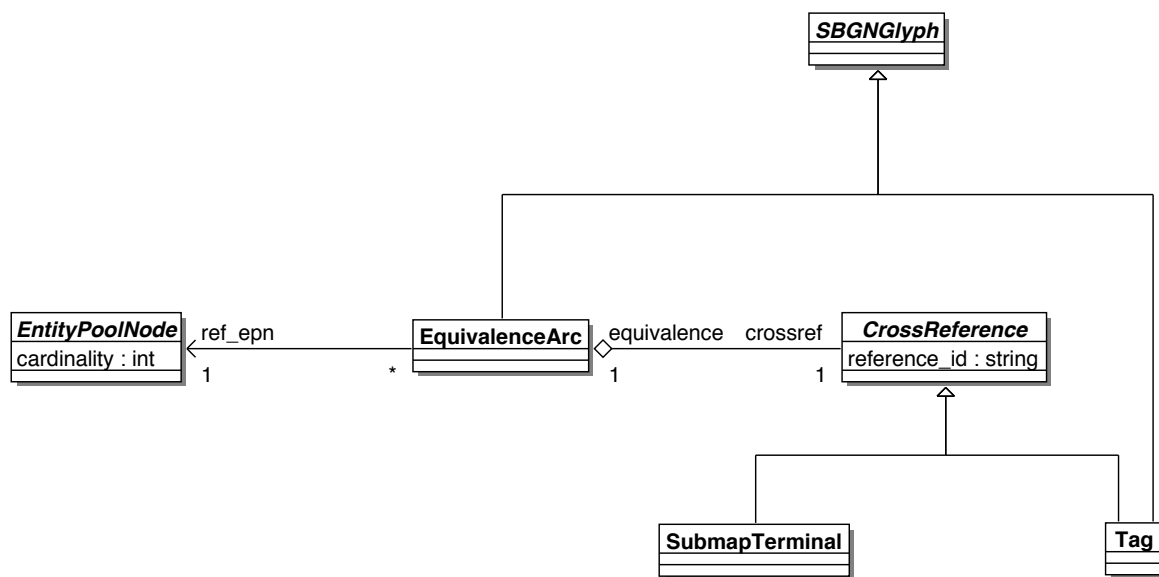 SBGNGlyph
EntityPoolNode
cardinality : int
ref_epn
1
*
EquivalenceArc
equivalence
crossref
1
1
CrossReference
reference_id : string
SubmapTerminal
Tag